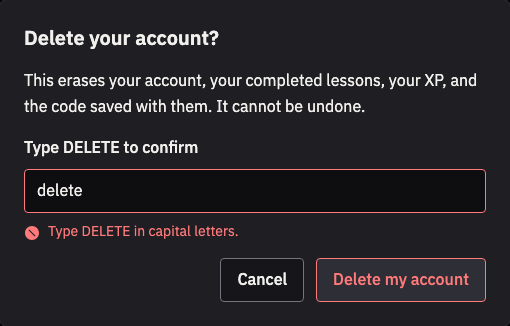 Delete your account?
This erases your account, your completed lessons, your XP, and
the code saved with them. It cannot be undone.
Type DELETE to confirm
delete
Type DELETE in capital letters.
Cancel
Delete my account